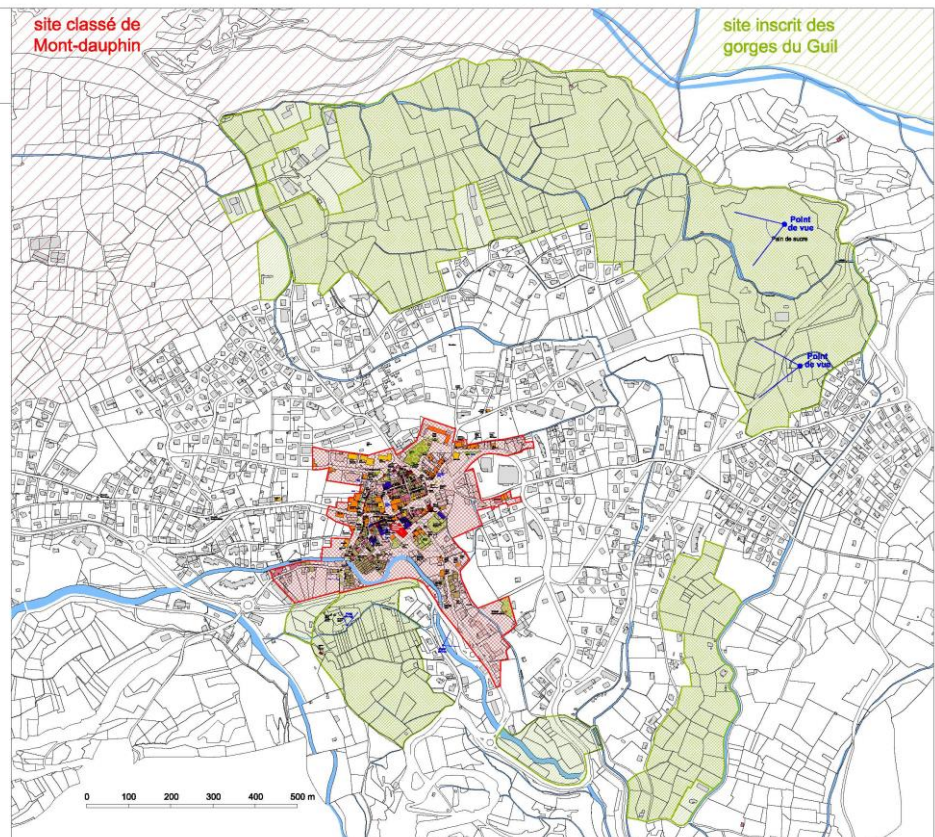 site classé de
Mont-dauphin
site inscrit des
gorges du Guil
Point
de vue
Pain de sucre
Point
de vue
0 100 200 300 400 500 m